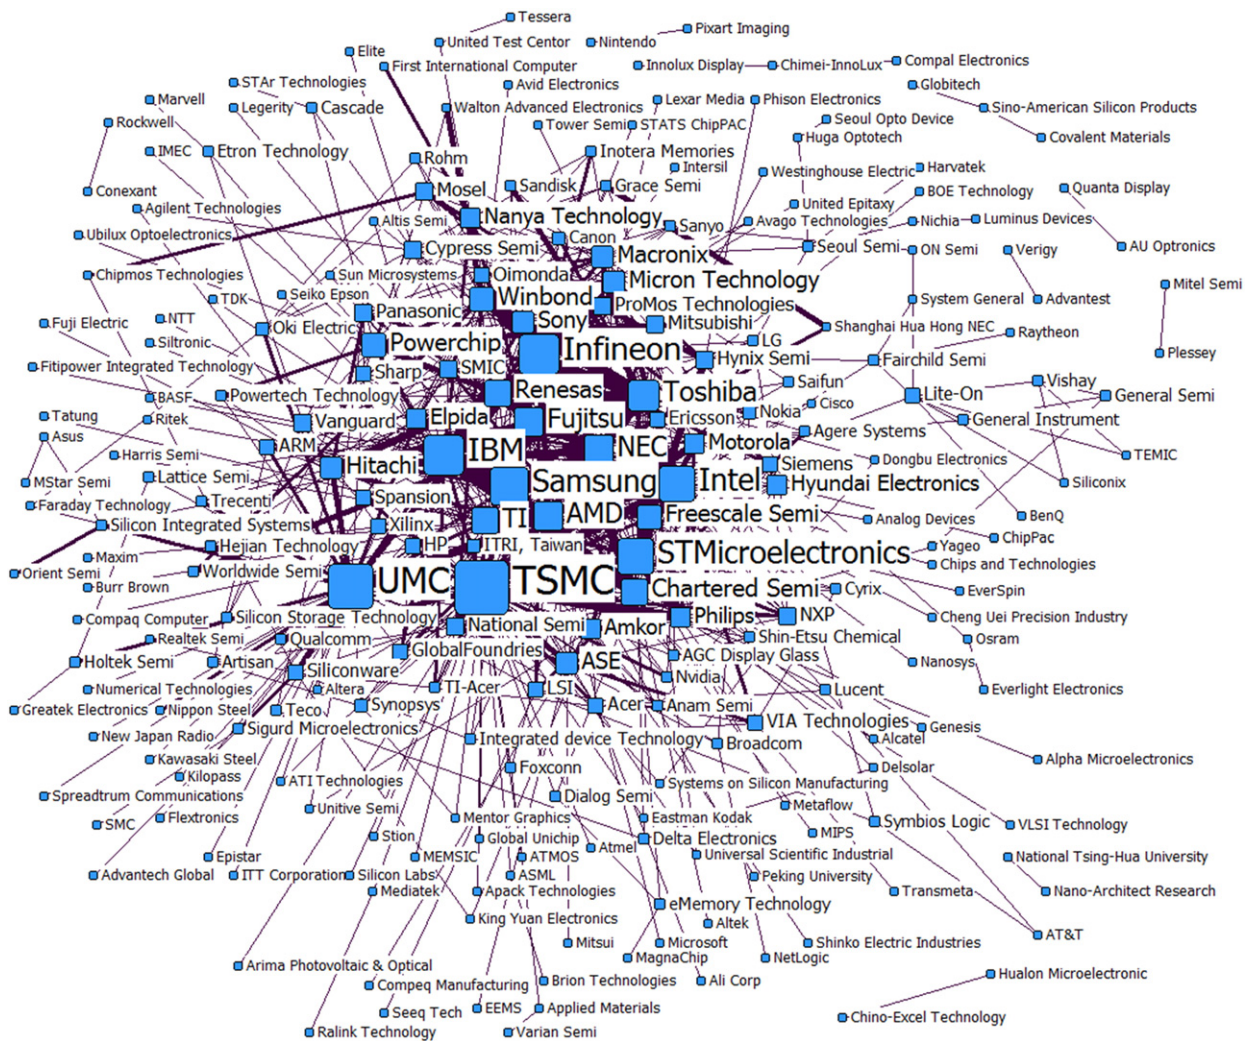 Tessera
Pixart Imaging
United Test Centor
Nintendo
Elite
First International Computer
Innolux Display
Chimei-InnoLux
Compal Electronics
STAr Technologies
Avid Electronics
Globitech
Marvell
Legerity
Cascade
Walton Advanced Electronics
Lexar Media
Phison Electronics
Sino-American Silicon Products
Rockwell
Tower Semi
STATS ChipPAC
Seoul Opto Device
Huga Optotech
Covalent Materials
IMEC
Etron Technology
Rohm
Inotera Memories
Intersil
Westinghouse Electric
Harvatek
Conexant
Mosel
Sandisk
Grace Semi
BOE Technology
Quanta Display
Agilent Technologies
Altis Semi
Nanya Technology
Sanyo
United Epitaxy
Avago Technologies
Nichia
Luminus Devices
Ubilux Optoelectronics
Cypress Semi
Canon
Macronix
Seoul Semi
ON Semi
Verigy
AU Optronics
Chipmos Technologies
Sun Microsystems
Oimonda
Micron Technology
Mitel Semi
TDK
Seiko Epson
Winbond
ProMos Technologies
System General
Advantest
Fuji Electric
NTT
Oki Electric
Panasonic
Sony
Mitsubishi
Shanghai Hua Hong NEC
Raytheon
Siltronic
Powerchip
Infineon
LG
Hynix Semi
Fairchild Semi
Plessey
Fitipower Integrated Technology
Sharp
SMIC
Saifun
Vishay
BASF
Powertech Technology
Renesas
Toshiba
Cisco
Lite-On
General Semi
Tatung
Ritek
Vanguard
Elpida
Fujitsu
Ericsson
Nokia
Agere Systems
General Instrument
Asus
ARM
IBM
NEC
Motorola
TEMIC
Harris Semi
Hitachi
Siemens
Dongbu Electronics
MStar Semi
Lattice Semi
Samsung
Intel
Hyundai Electronics
Siliconix
Faraday Technology
Trecenti
Spansion
Silicon Integrated Systems
Xilinx
TI
AMD
Freescale Semi
Analog Devices
BenQ
Hejian Technology
HP
ITRI, Taiwan
ChipPac
Maxim
STMicroelectronics
Yageo
Orient Semi
Worldwide Semi
Chips and Technologies
Burr Brown
UMC
TSMC
Chartered Semi
Cyrix
EverSpin
Compaq Computer
Silicon Storage Technology
National Semi
Amkor
Philips
NXP
Cheng Uei Precision Industry
Realtek Semi
Qualcomm
GlobalFoundries
Shin-Etsu Chemical
Osram
Holtek Semi
Artisan
Siliconware
ASE
AGC Display Glass
Nanosys
Numerical Technologies
Altera
TI-Acer
LSI
Nvidia
Lucent
Everlight Electronics
Greatek Electronics
Nippon Steel
Teco
Synopsys
Acer
Anam Semi
New Japan Radio
Sigurd Microelectronics
Integrated device Technology
VIA Technologies
Genesis
Kawasaki Steel
Broadcom
Alcatel
Alpha Microelectronics
Kilopass
ATI Technologies
Foxconn
Delsolar
Spreadtrum Communications
Unitive Semi
Dialog Semi
Systems on Silicon Manufacturing
Metaflow
SMC
Flextronics
Mentor Graphics
Eastman Kodak
Symbios Logic
VLSI Technology
Stion
Global Unichip
Delta Electronics
MIPS
Epistar
MEMSIC
ATMOS
Atmel
Universal Scientific Industrial
National Tsing-Hua University
Advantech Global
ITT Corporation
Silicon Labs
ASML
Peking University
Mediatek
Apack Technologies
Transmeta
Nano-Architect Research
eMemory Technology
King Yuan Electronics
Altek
Mitsui
Microsoft
Shinko Electric Industries
AT&T
Arima Photovoltaic & Optical
MagnaChip
NetLogic
Compeq Manufacturing
Brion Technologies
Ali Corp
Hualon Microelectronic
Seeq Tech
EEMS
Applied Materials
Chino-Excel Technology
Ralink Technology
Varian Semi